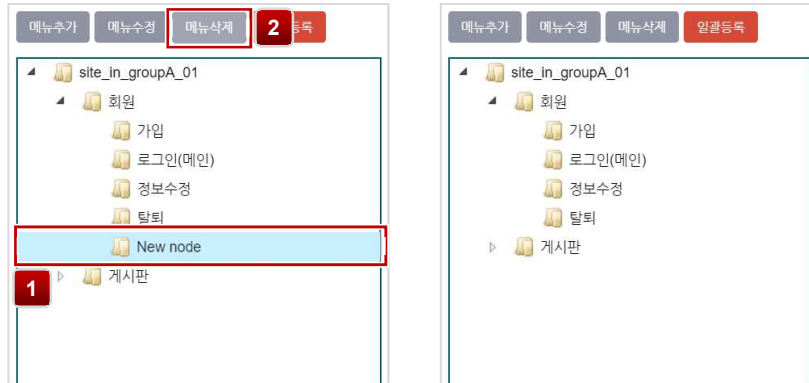 메뉴추가 메뉴수정 메뉴삭제 2 등록
site_in_groupA_01
회원
가입
로그인(메인)
정보수정
탈퇴
New node
1 게시판
메뉴추가 메뉴수정 메뉴삭제 일괄등록
site_in_groupA_01
회원
가입
로그인(메인)
정보수정
탈퇴
게시판